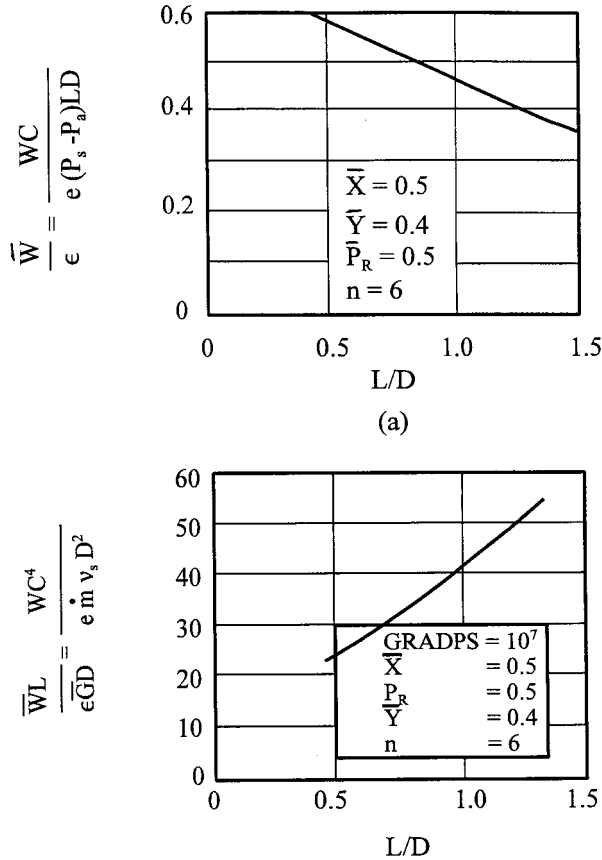 W̄/ϵ = WC / e (Pₛ -Pₐ)LD
0.6
0.4
0.2
0
X̄ = 0.5
Ȳ = 0.4
P̄_R = 0.5
n = 6
0 0.5 1.0 1.5
L/D
(a)
W̄L/ϵḠD = WC⁴ / e ṁ νₛ D²
60
50
40
30
20
10
0
GRADPS = 10⁷
X̄ = 0.5
P_R = 0.5
Ȳ = 0.4
n = 6
0 0.5 1.0 1.5
L/D